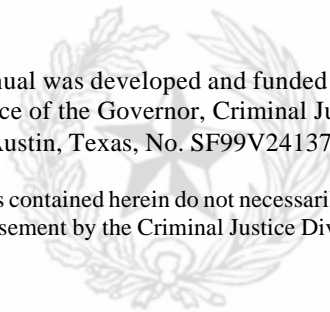 nual was developed and funded
ce of the Governor, Criminal Ju
Austin, Texas, No. SF99V24137
s contained herein do not necessari
sement by the Criminal Justice Div